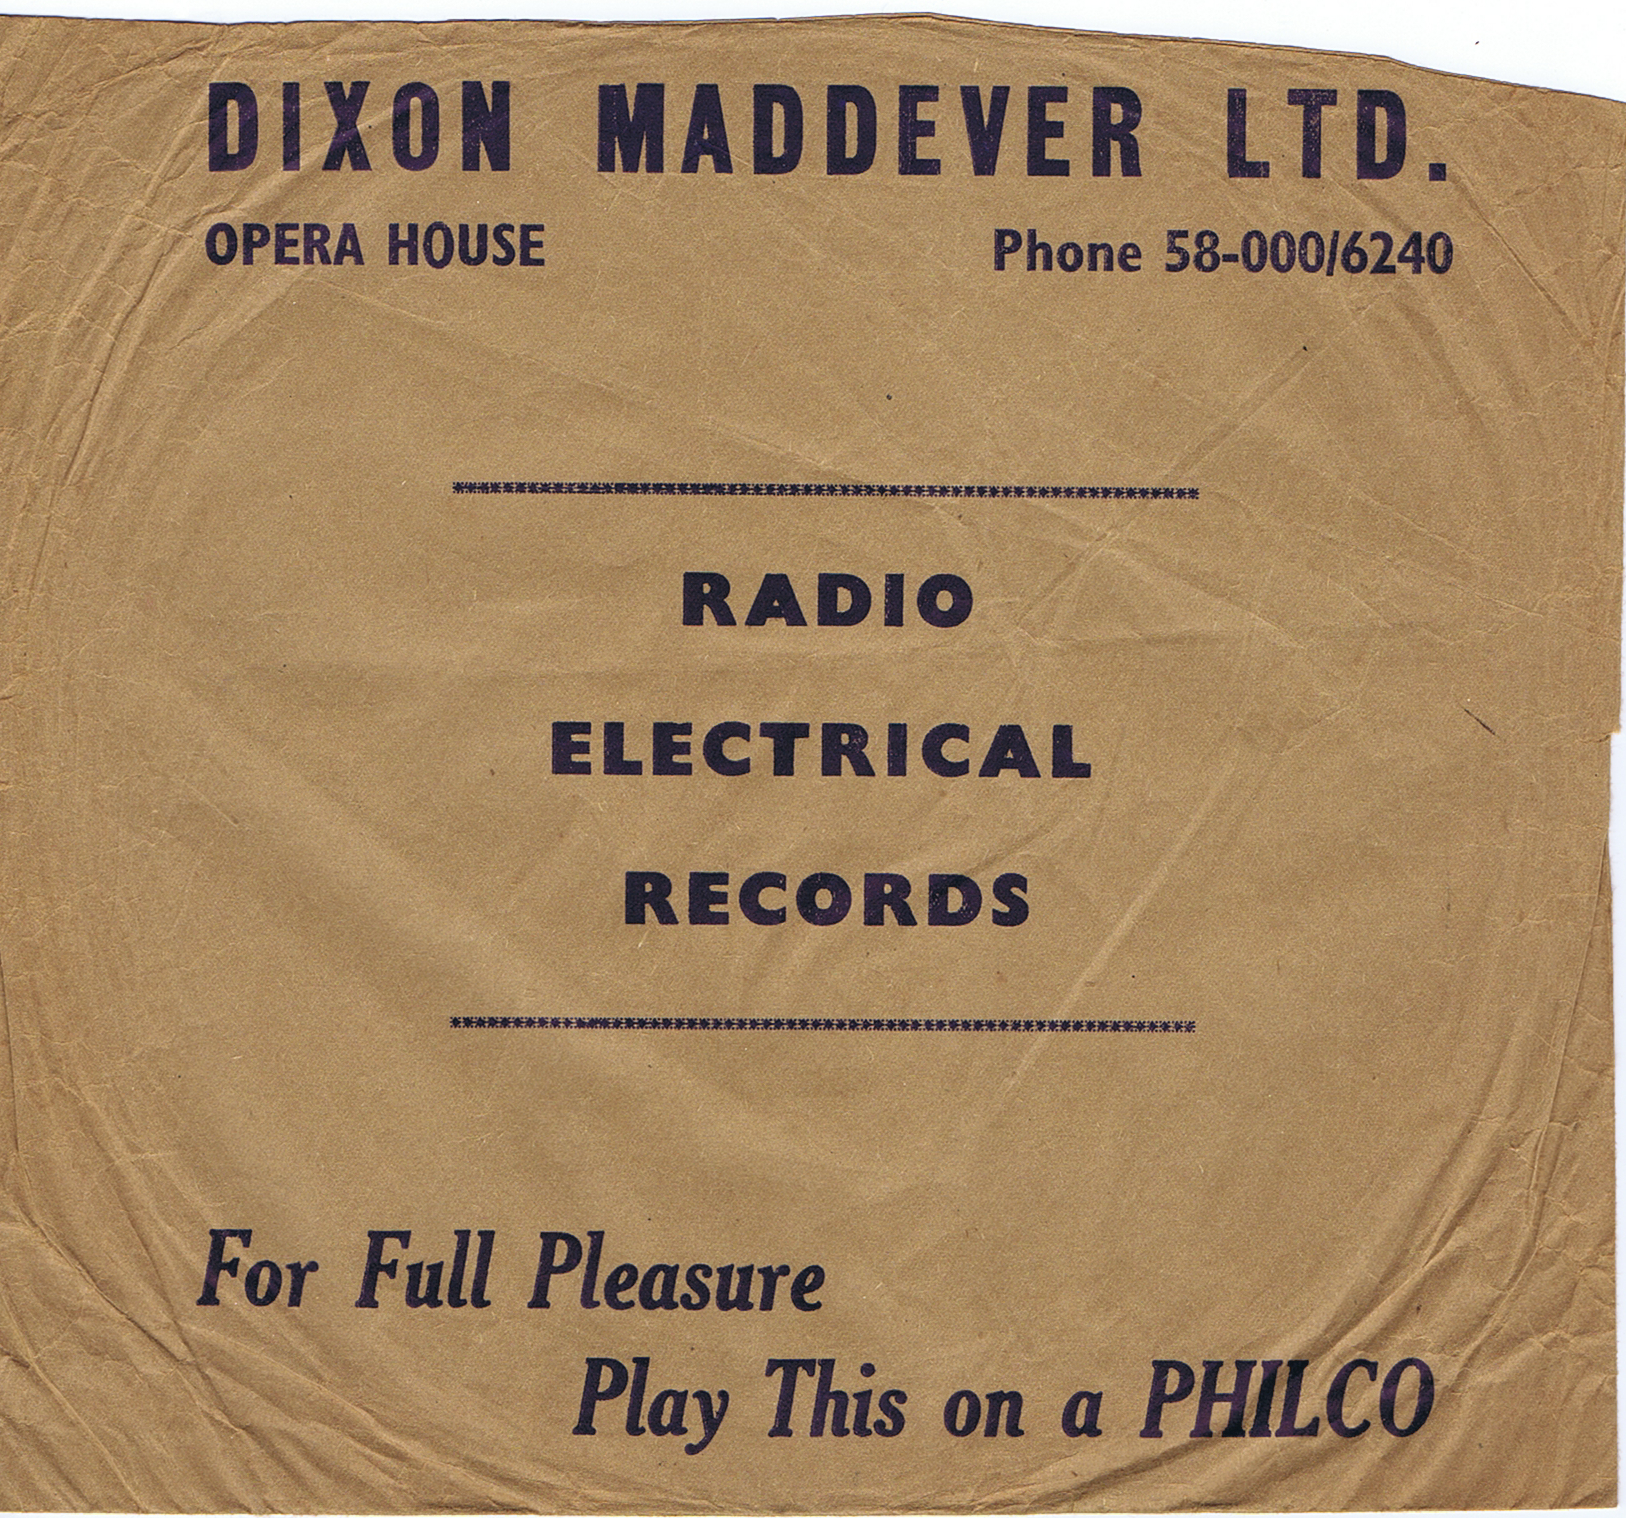 DIXON MADDEVER LTD.
OPERA HOUSE Phone 58-000/6240
RADIO
ELECTRICAL
RECORDS
For Full Pleasure
Play This on a PHILCO